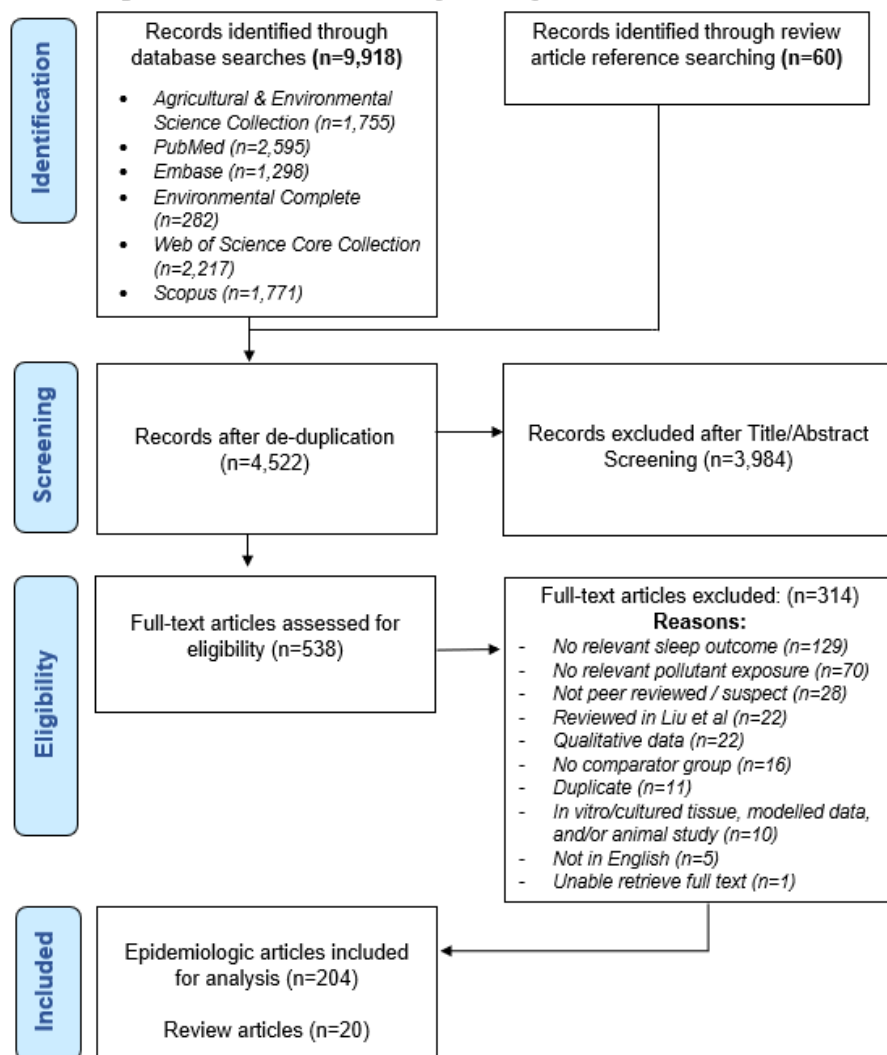 Identification
Records identified through
database searches (n=9,918)
• Agricultural & Environmental
Science Collection (n=1,755)
• PubMed (n=2,595)
• Embase (n=1,298)
• Environmental Complete
(n=282)
• Web of Science Core Collection
(n=2,217)
• Scopus (n=1,771)
Records identified through review
article reference searching (n=60)
Screening
Records after de-duplication
(n=4,522)
Records excluded after Title/Abstract
Screening (n=3,984)
Eligibility
Full-text articles assessed for
eligibility (n=538)
Full-text articles excluded: (n=314)
Reasons:
- No relevant sleep outcome (n=129)
- No relevant pollutant exposure (n=70)
- Not peer reviewed / suspect (n=28)
- Reviewed in Liu et al (n=22)
- Qualitative data (n=22)
- No comparator group (n=16)
- Duplicate (n=11)
- In vitro/cultured tissue, modelled data,
and/or animal study (n=10)
- Not in English (n=5)
- Unable retrieve full text (n=1)
Included
Epidemiologic articles included
for analysis (n=204)
Review articles (n=20)